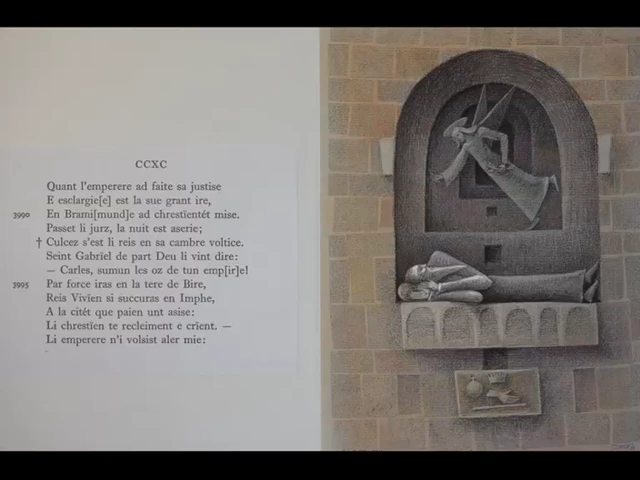 CCXC
Quant l'emperere ad faite sa justise
E esclargie[e] est la sue grant ire,
3990 En Brami[mund]e ad chrestïentét mise.
Passet li jurz, la nuit est aserie;
† Culcez s'est li reis en sa cambre voltice.
Seint Gabrïel de part Deu li vint dire:
— Carles, sumun les oz de tun emp[ir]e!
3995 Par force iras en la tere de Bire,
Reis Vivïen si succuras en Imphe,
A la citét que paien unt asise:
Li chrestïen te recleiment e crïent. —
Li emperere n'i volsist aler mie: